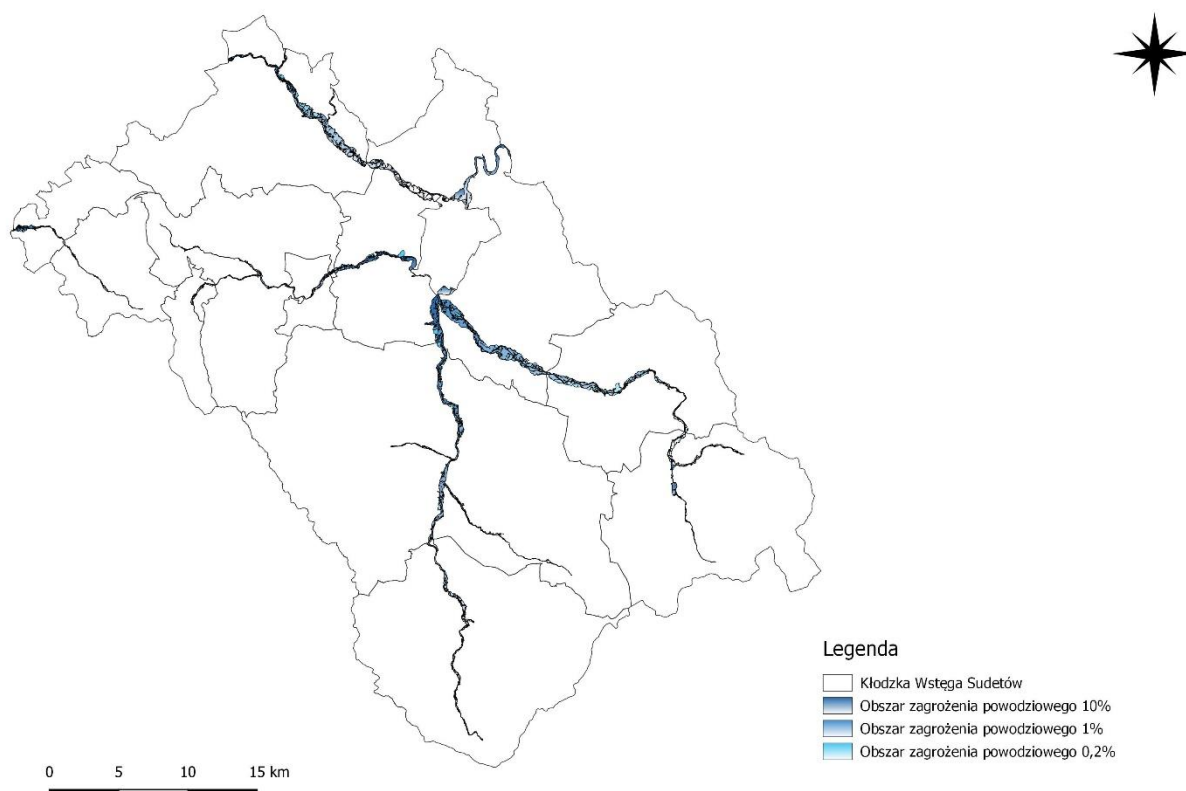 Legenda
Kłodzka Wstęga Sudetów
Obszar zagrożenia powodziowego 10%
Obszar zagrożenia powodziowego 1%
Obszar zagrożenia powodziowego 0,2%
0 5 10 15 km